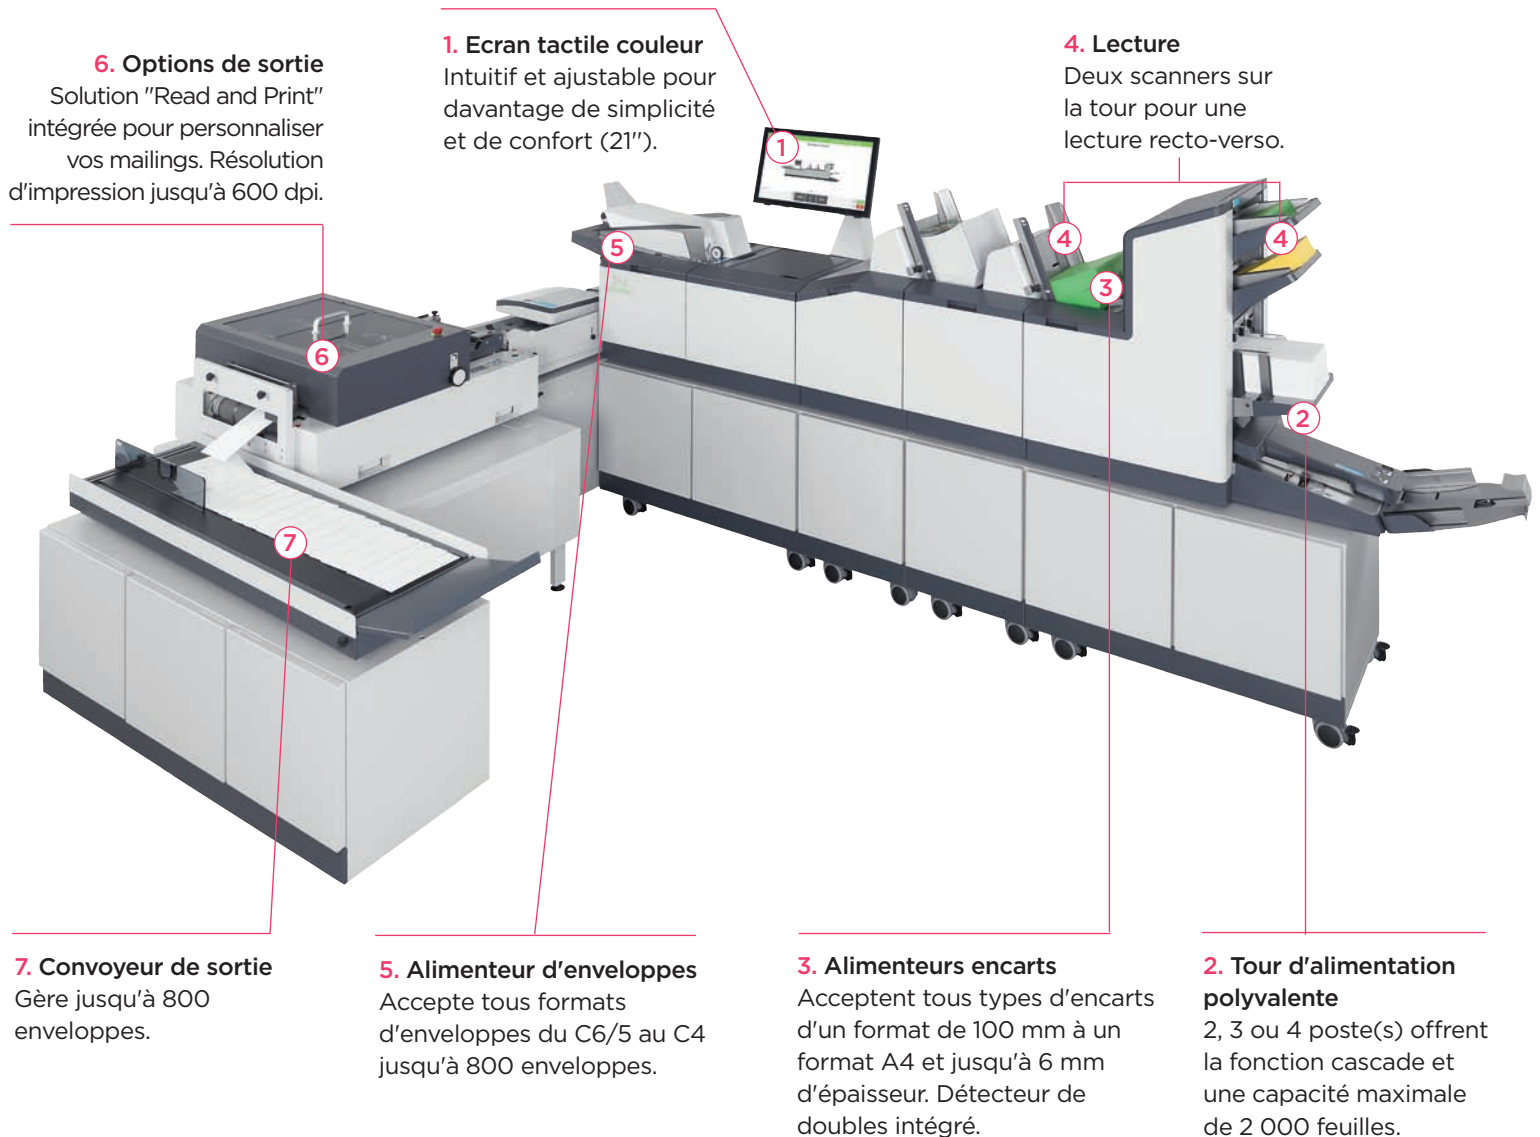 6. Options de sortie
Solution "Read and Print"
intégrée pour personnaliser
vos mailings. Résolution
d'impression jusqu'à 600 dpi.
1. Ecran tactile couleur
Intuitif et ajustable pour
davantage de simplicité
et de confort (21").
4. Lecture
Deux scanners sur
la tour pour une
lecture recto-verso.
1
5
4
4
3
6
2
7
7. Convoyeur de sortie
Gère jusqu'à 800
enveloppes.
5. Alimenteur d'enveloppes
Accepte tous formats
d'enveloppes du C6/5 au C4
jusqu'à 800 enveloppes.
3. Alimenteurs encarts
Acceptent tous types d'encarts
d'un format de 100 mm à un
format A4 et jusqu'à 6 mm
d'épaisseur. Détecteur de
doubles intégré.
2. Tour d'alimentation
polyvalente
2, 3 ou 4 poste(s) offrent
la fonction cascade et
une capacité maximale
de 2 000 feuilles.